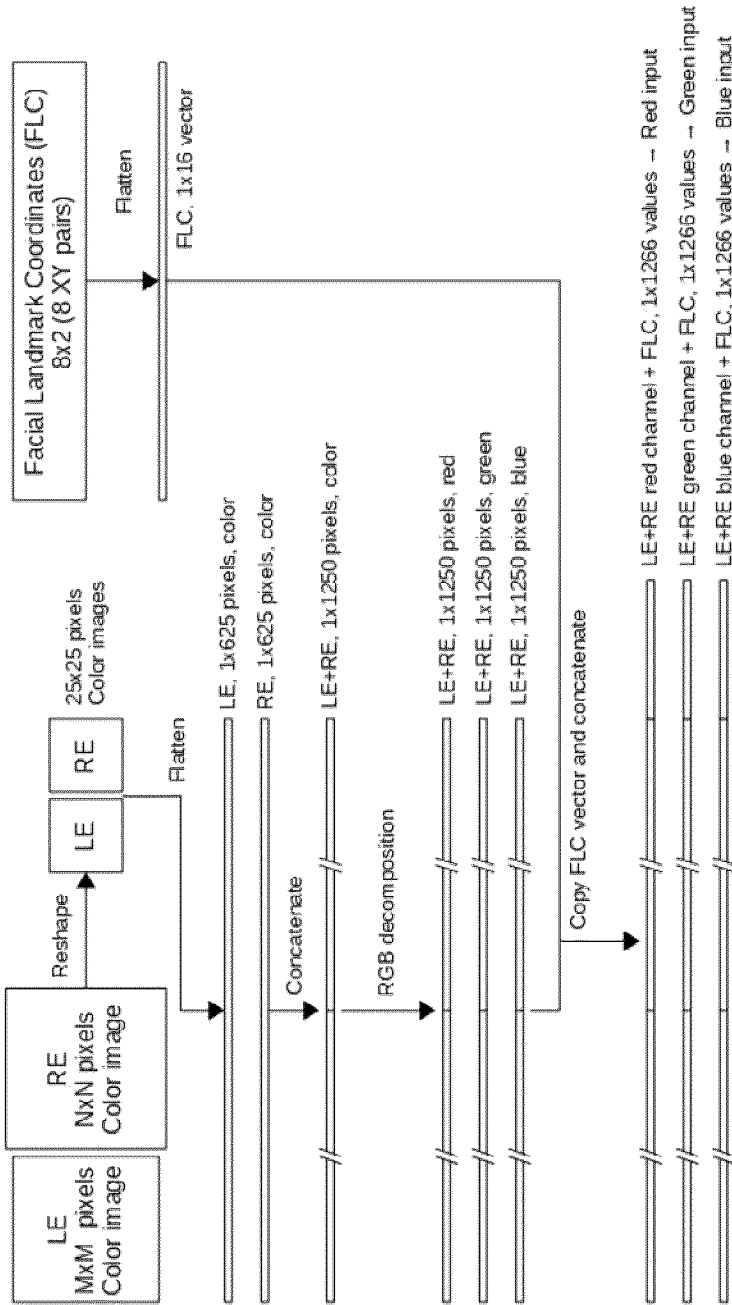 LE
MxM pixels
Color image
RE
NxN pixels
Color image
Reshape
LE
RE
25x25 pixels
Color images
Facial Landmark Coordinates (FLC)
8x2 (8 XY pairs)
Flatten
Flatten
FLC, 1x16 vector
LE, 1x625 pixels, color
RE, 1x625 pixels, color
Concatenate
LE+RE, 1x1250 pixels, color
RGB decomposition
LE+RE, 1x1250 pixels, red
LE+RE, 1x1250 pixels, green
LE+RE, 1x1250 pixels, blue
Copy FLC vector and concatenate
LE+RE red channel + FLC, 1x1266 values → Red input
LE+RE green channel + FLC, 1x1266 values → Green input
LE+RE blue channel + FLC, 1x1266 values → Blue input